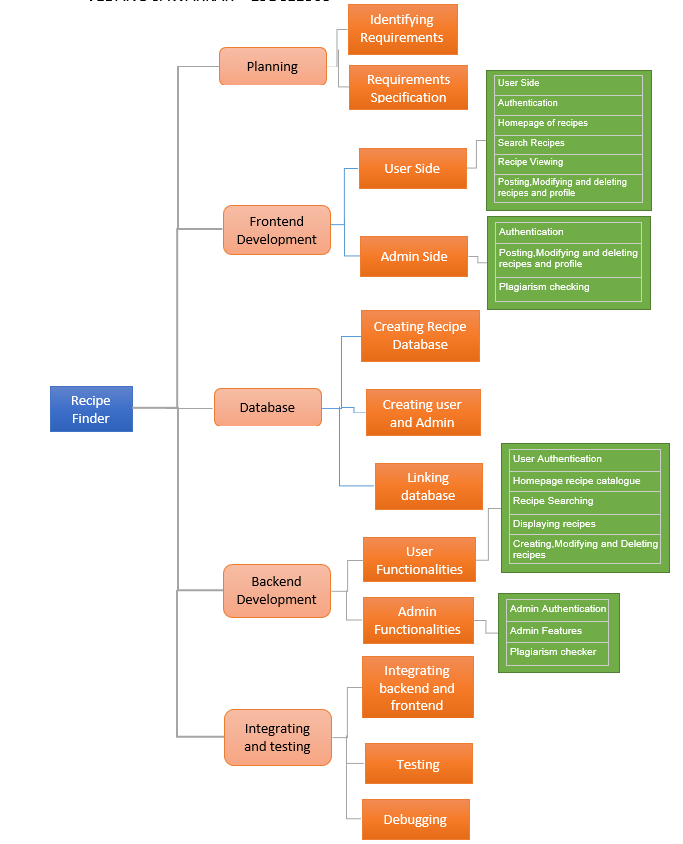 Identifying
Requirements
Planning
Requirements
Specification
User Side
Authentication
Homepage of recipes
Search Recipes
Recipe Viewing
Posting,Modifying and deleting
recipes and profile
User Side
Frontend
Development
Authentication
Posting,Modifying and deleting
recipes and profile
Plagiarism checking
Admin Side
Creating Recipe
Database
Recipe
Finder
Database
Creating user
and Admin
Linking
database
User Authentication
Homepage recipe catalogue
Recipe Searching
Displaying recipes
Creating,Modifying and Deleting
recipes
User
Functionalities
Backend
Development
Admin
Functionalities
Admin Authentication
Admin Features
Plagiarism checker
Integrating
backend and
frontend
Integrating
and testing
Testing
Debugging